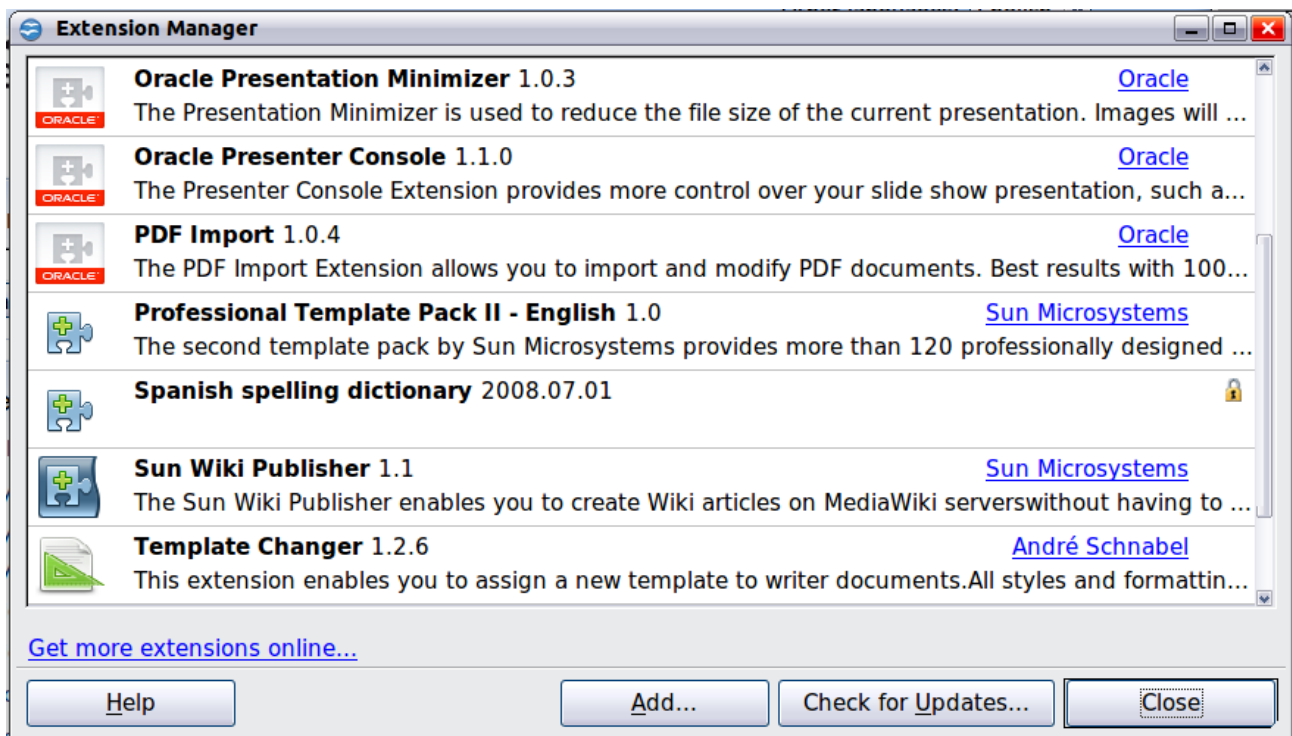 Extension Manager
Oracle Presentation Minimizer 1.0.3 Oracle
The Presentation Minimizer is used to reduce the file size of the current presentation. Images will ...
ORACLE
Oracle Presenter Console 1.1.0 Oracle
The Presenter Console Extension provides more control over your slide show presentation, such a...
ORACLE
PDF Import 1.0.4 Oracle
The PDF Import Extension allows you to import and modify PDF documents. Best results with 100...
ORACLE
Professional Template Pack II - English 1.0 Sun Microsystems
The second template pack by Sun Microsystems provides more than 120 professionally designed ...
Spanish spelling dictionary 2008.07.01
Sun Wiki Publisher 1.1 Sun Microsystems
The Sun Wiki Publisher enables you to create Wiki articles on MediaWiki serverswithout having to ...
Template Changer 1.2.6 André Schnabel
This extension enables you to assign a new template to writer documents.All styles and formattin...
Get more extensions online...
Help Add... Check for Updates... Close